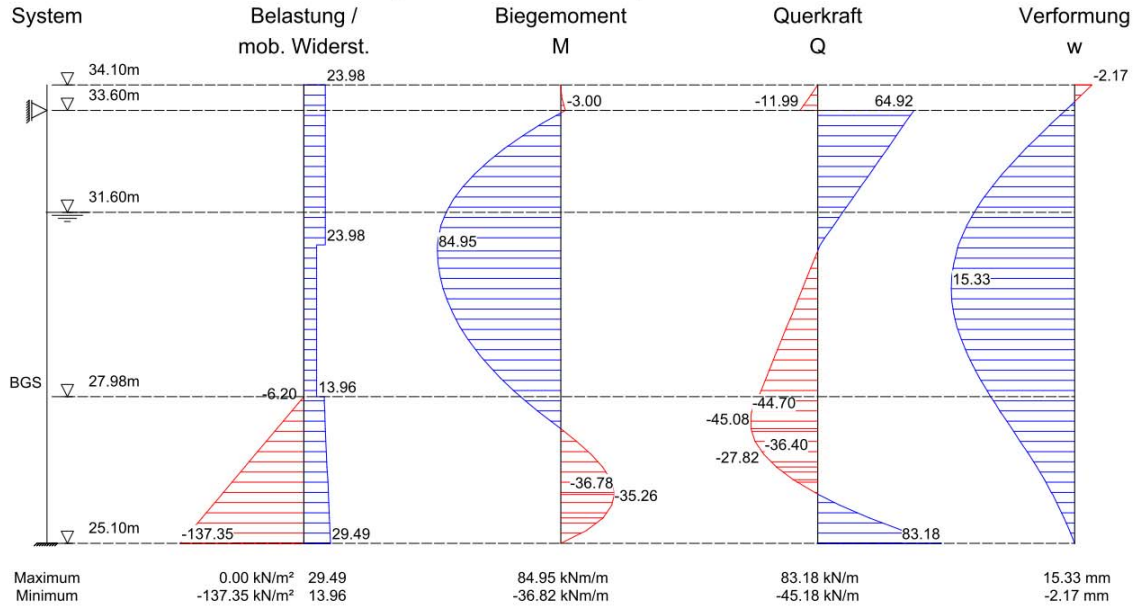 System Belastung / Biegemoment Querkraft Verformung
mob. Widerst. M Q w
34.10m 23.98 -2.17
33.60m -3.00 -11.99 64.92
31.60m
23.98 84.95
15.33
BGS 27.98m -6.20 13.96 -44.70
-45.08
-36.40
-27.82
-36.78
-35.26
25.10m -137.35 29.49 83.18
Maximum 0.00 kN/m² 29.49 84.95 kNm/m 83.18 kN/m 15.33 mm
Minimum -137.35 kN/m² 13.96 -36.82 kNm/m -45.18 kN/m -2.17 mm